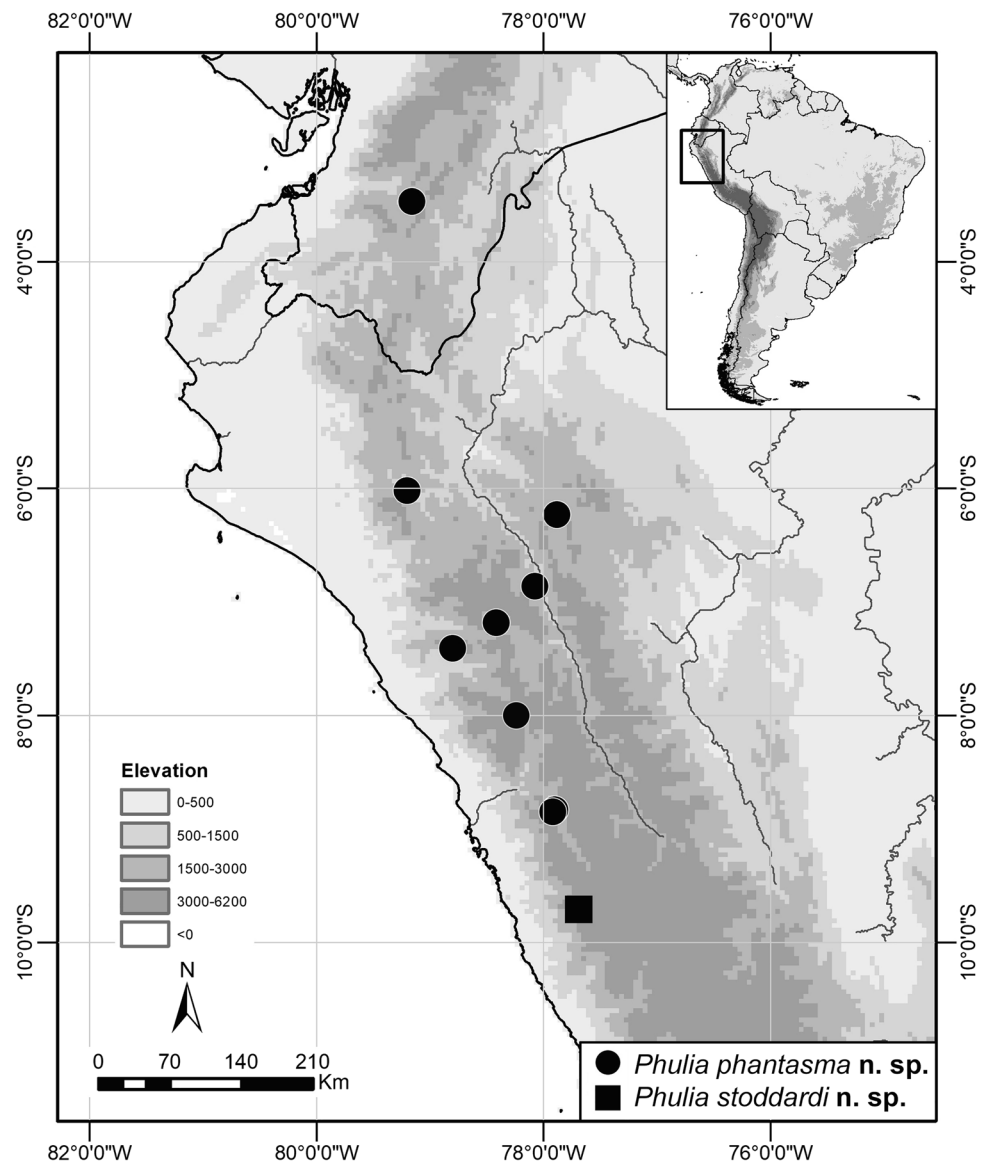 82°0'0"W 80°0'0"W 78°0'0"W 76°0'0"W
4°0'0"S
4°0'0"S
6°0'0"S
6°0'0"S
8°0'0"S
8°0'0"S
Elevation
0-500
500-1500
1500-3000
3000-6200
<0
10°0'0"S
10°0'0"S
N
0 70 140 210
Km
Phulia phantasma n. sp.
Phulia stoddardi n. sp.
82°0'0"W 80°0'0"W 78°0'0"W 76°0'0"W